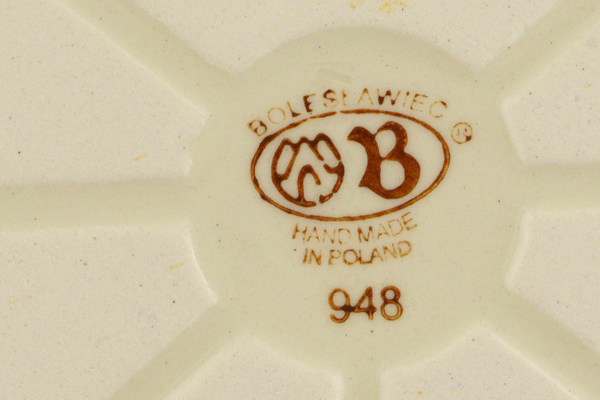 BOLESŁAWIEC ®
B
HAND MADE
IN POLAND
948